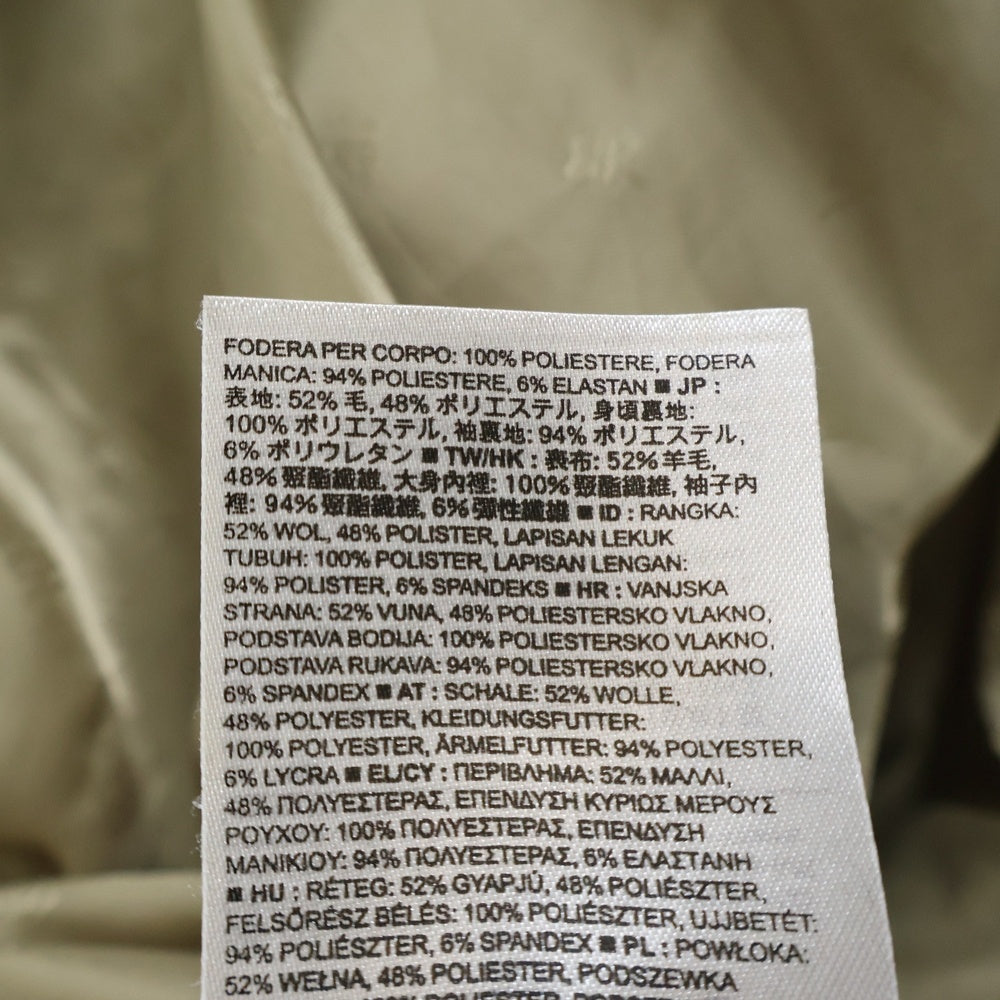 FODERA PER CORPO: 100% POLIESTERE, FODERA
MANICA: 94% POLIESTERE, 6% ELASTAN ■ JP :
表地: 52% 毛, 48% ポリエステル, 身頃裏地:
100% ポリエステル, 袖裏地: 94% ポリエステル,
6% ポリウレタン ■ TW/HK : 表布: 52% 羊毛,
48% 聚酯纖維, 大身內裡: 100% 聚酯纖維, 袖子內
裡: 94% 聚酯纖維, 6% 彈性纖維 ■ ID : RANGKA:
52% WOL, 48% POLISTER, LAPISAN LEKUK
TUBUH: 100% POLISTER, LAPISAN LENGAN:
94% POLISTER, 6% SPANDEKS ■ HR : VANJSKA
STRANA: 52% VUNA, 48% POLIESTERSKO VLAKNO,
PODSTAVA BODIJA: 100% POLIESTERSKO VLAKNO,
PODSTAVA RUKAVA: 94% POLIESTERSKO VLAKNO,
6% SPANDEX ■ AT : SCHALE: 52% WOLLE,
48% POLYESTER, KLEIDUNGSFUTTER:
100% POLYESTER, ÄRMELFUTTER: 94% POLYESTER,
6% LYCRA ■ EL/CY : ΠΕΡΙΒΛΗΜΑ: 52% ΜΑΛΛΙ,
48% ΠΟΛΥΕΣΤΕΡΑΣ, ΕΠΕΝΔΥΣΗ ΚΥΡΙΩΣ ΜΕΡΟΥΣ
ΡΟΥΧΟΥ: 100% ΠΟΛΥΕΣΤΕΡΑΣ, ΕΠΕΝΔΥΣΗ
ΜΑΝΙΚΙΟΥ: 94% ΠΟΛΥΕΣΤΕΡΑΣ, 6% ΕΛΑΣΤΑΝΗ
■ HU : RÉTEG: 52% GYAPJÚ, 48% POLIÉSZTER,
FELSŐRÉSZ BÉLÉS: 100% POLIÉSZTER, UJJBETÉT:
94% POLIÉSZTER, 6% SPANDEX ■ PL : POWŁOKA:
52% WEŁNA, 48% POLIESTER, PODSZEWKA